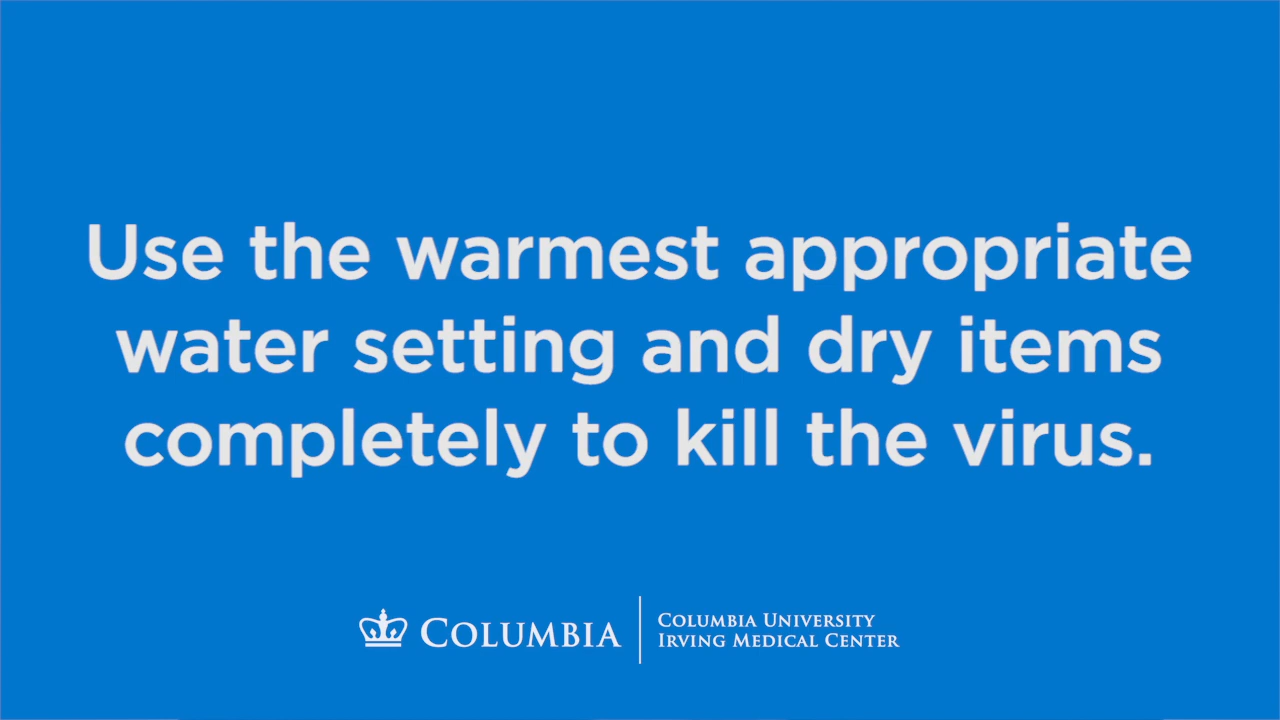 Use the warmest appropriate
water setting and dry items
completely to kill the virus.
COLUMBIA
COLUMBIA UNIVERSITY
IRVING MEDICAL CENTER